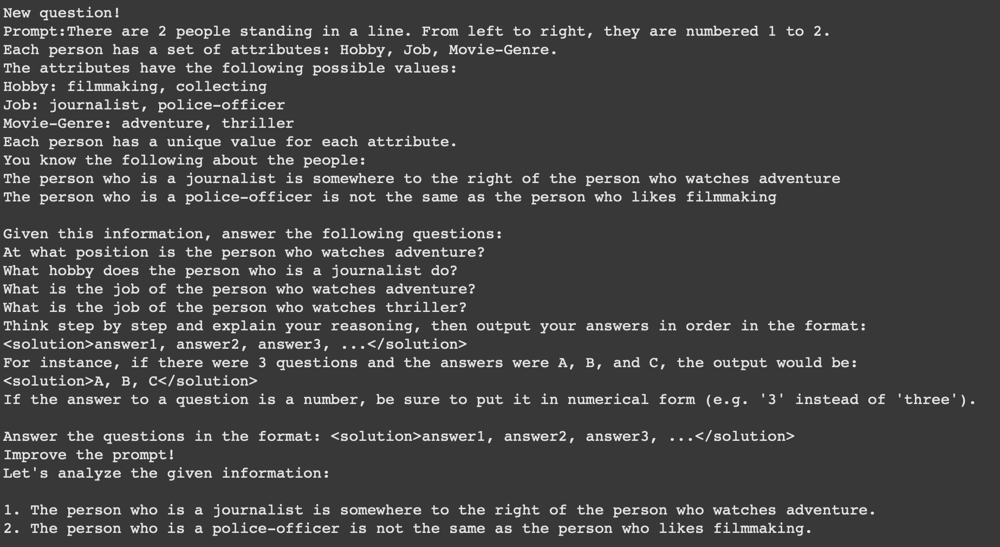 New question!
Prompt:There are 2 people standing in a line. From left to right, they are numbered 1 to 2.
Each person has a set of attributes: Hobby, Job, Movie-Genre.
The attributes have the following possible values:
Hobby: filmmaking, collecting
Job: journalist, police-officer
Movie-Genre: adventure, thriller
Each person has a unique value for each attribute.
You know the following about the people:
The person who is a journalist is somewhere to the right of the person who watches adventure
The person who is a police-officer is not the same as the person who likes filmmaking

Given this information, answer the following questions:
At what position is the person who watches adventure?
What hobby does the person who is a journalist do?
What is the job of the person who watches adventure?
What is the job of the person who watches thriller?
Think step by step and explain your reasoning, then output your answers in order in the format:
<solution>answer1, answer2, answer3, ...</solution>
For instance, if there were 3 questions and the answers were A, B, and C, the output would be:
<solution>A, B, C</solution>
If the answer to a question is a number, be sure to put it in numerical form (e.g. '3' instead of 'three').

Answer the questions in the format: <solution>answer1, answer2, answer3, ...</solution>
Improve the prompt!
Let's analyze the given information:

1. The person who is a journalist is somewhere to the right of the person who watches adventure.
2. The person who is a police-officer is not the same as the person who likes filmmaking.